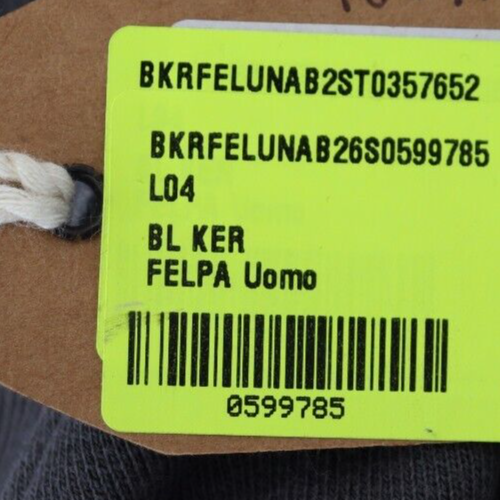 BKRFELUNAB2ST0357652
BKRFELUNAB26S0599785
L04
BL KER
FELPA Uomo
0599785